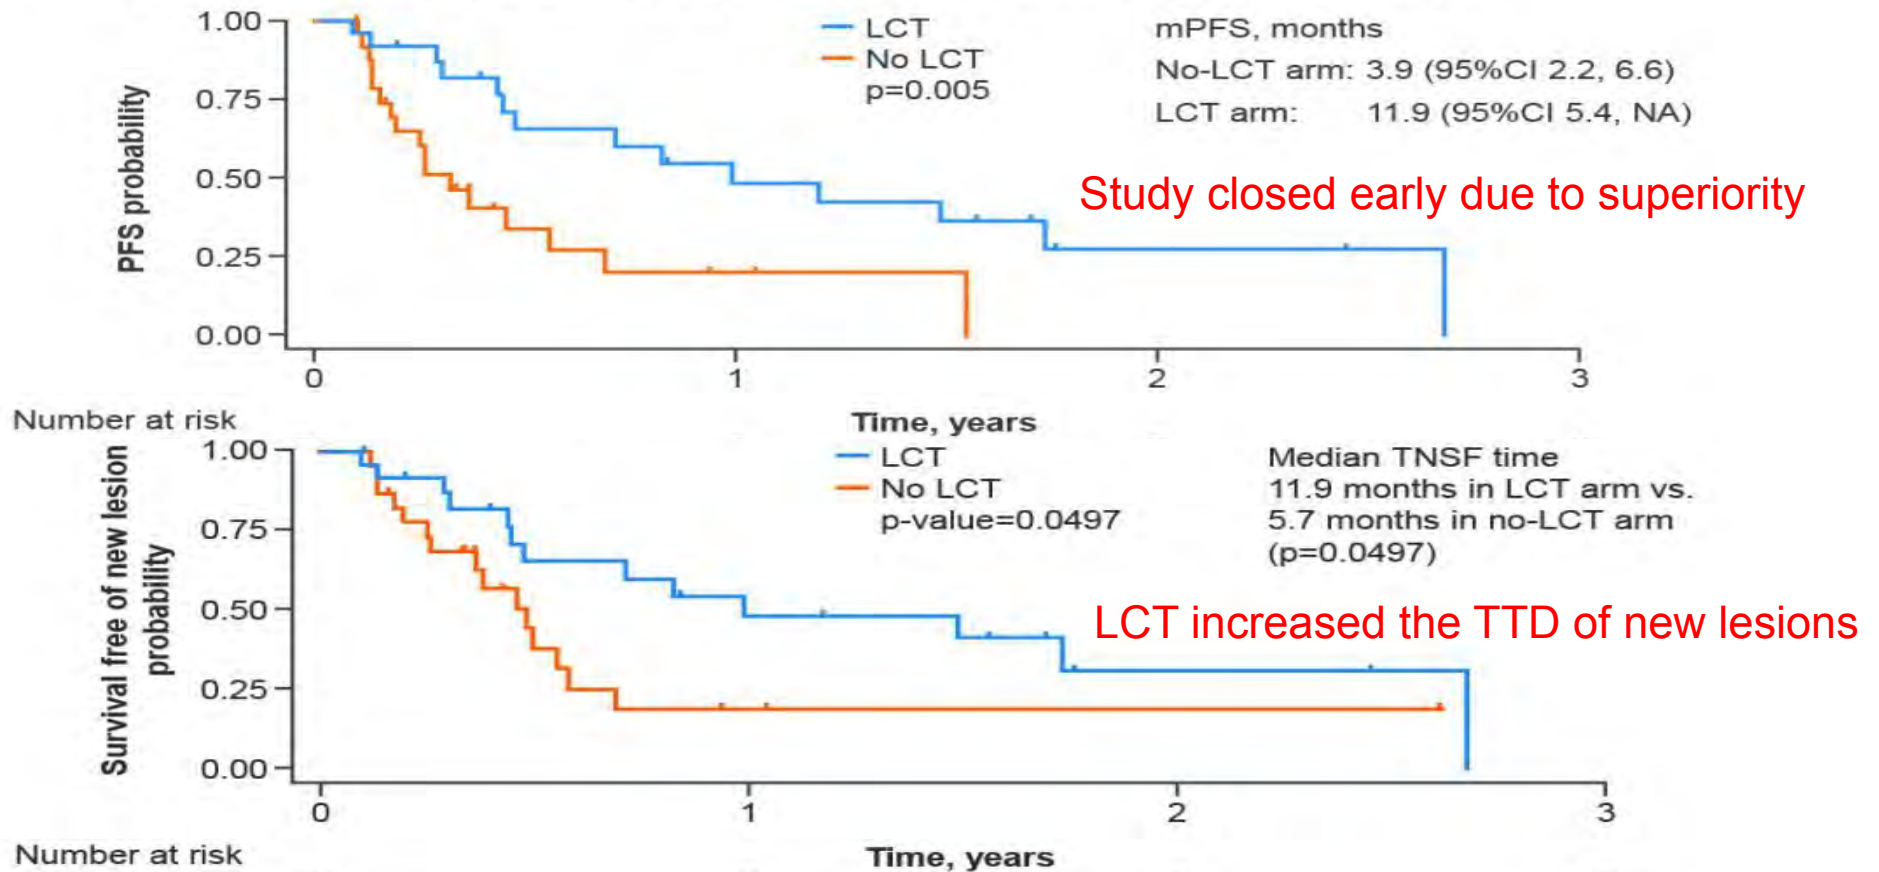 1.00
0.75
0.50
0.25
0.00
PFS probability
LCT
No LCT
p=0.005
mPFS, months
No-LCT arm: 3.9 (95%CI 2.2, 6.6)
LCT arm: 11.9 (95%CI 5.4, NA)
Study closed early due to superiority
0 1 2 3
Number at risk
Time, years
1.00
0.75
0.50
0.25
0.00
Survival free of new lesion
probability
LCT
No LCT
p-value=0.0497
Median TNSF time
11.9 months in LCT arm vs.
5.7 months in no-LCT arm
(p=0.0497)
LCT increased the TTD of new lesions
0 1 2 3
Number at risk
Time, years